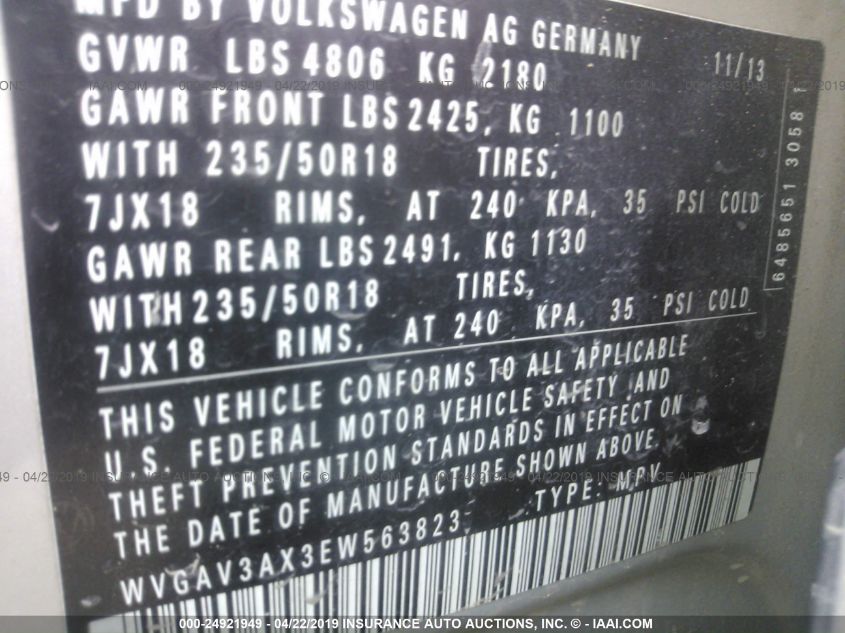 MFD BY VOLKSWAGEN AG GERMANY
11/13
GVWR LBS 4806 KG 2180
GAWR FRONT LBS 2425, KG 1100
WITH 235/50R18 TIRES,
7JX18 RIMS, AT 240 KPA, 35 PSI COLD
GAWR REAR LBS 2491, KG 1130
WITH 235/50R18 TIRES,
7JX18 RIMS, AT 240 KPA, 35 PSI COLD
6485651 3058
THIS VEHICLE CONFORMS TO ALL APPLICABLE
U.S. FEDERAL MOTOR VEHICLE SAFETY AND
THEFT PREVENTION STANDARDS IN EFFECT ON
THE DATE OF MANUFACTURE SHOWN ABOVE.
WVGAV3AX3EW563823 TYPE: MPV
000-24921949 - 04/22/2019 INSURANCE AUTO AUCTIONS, INC. - WWW.IAAI.COM